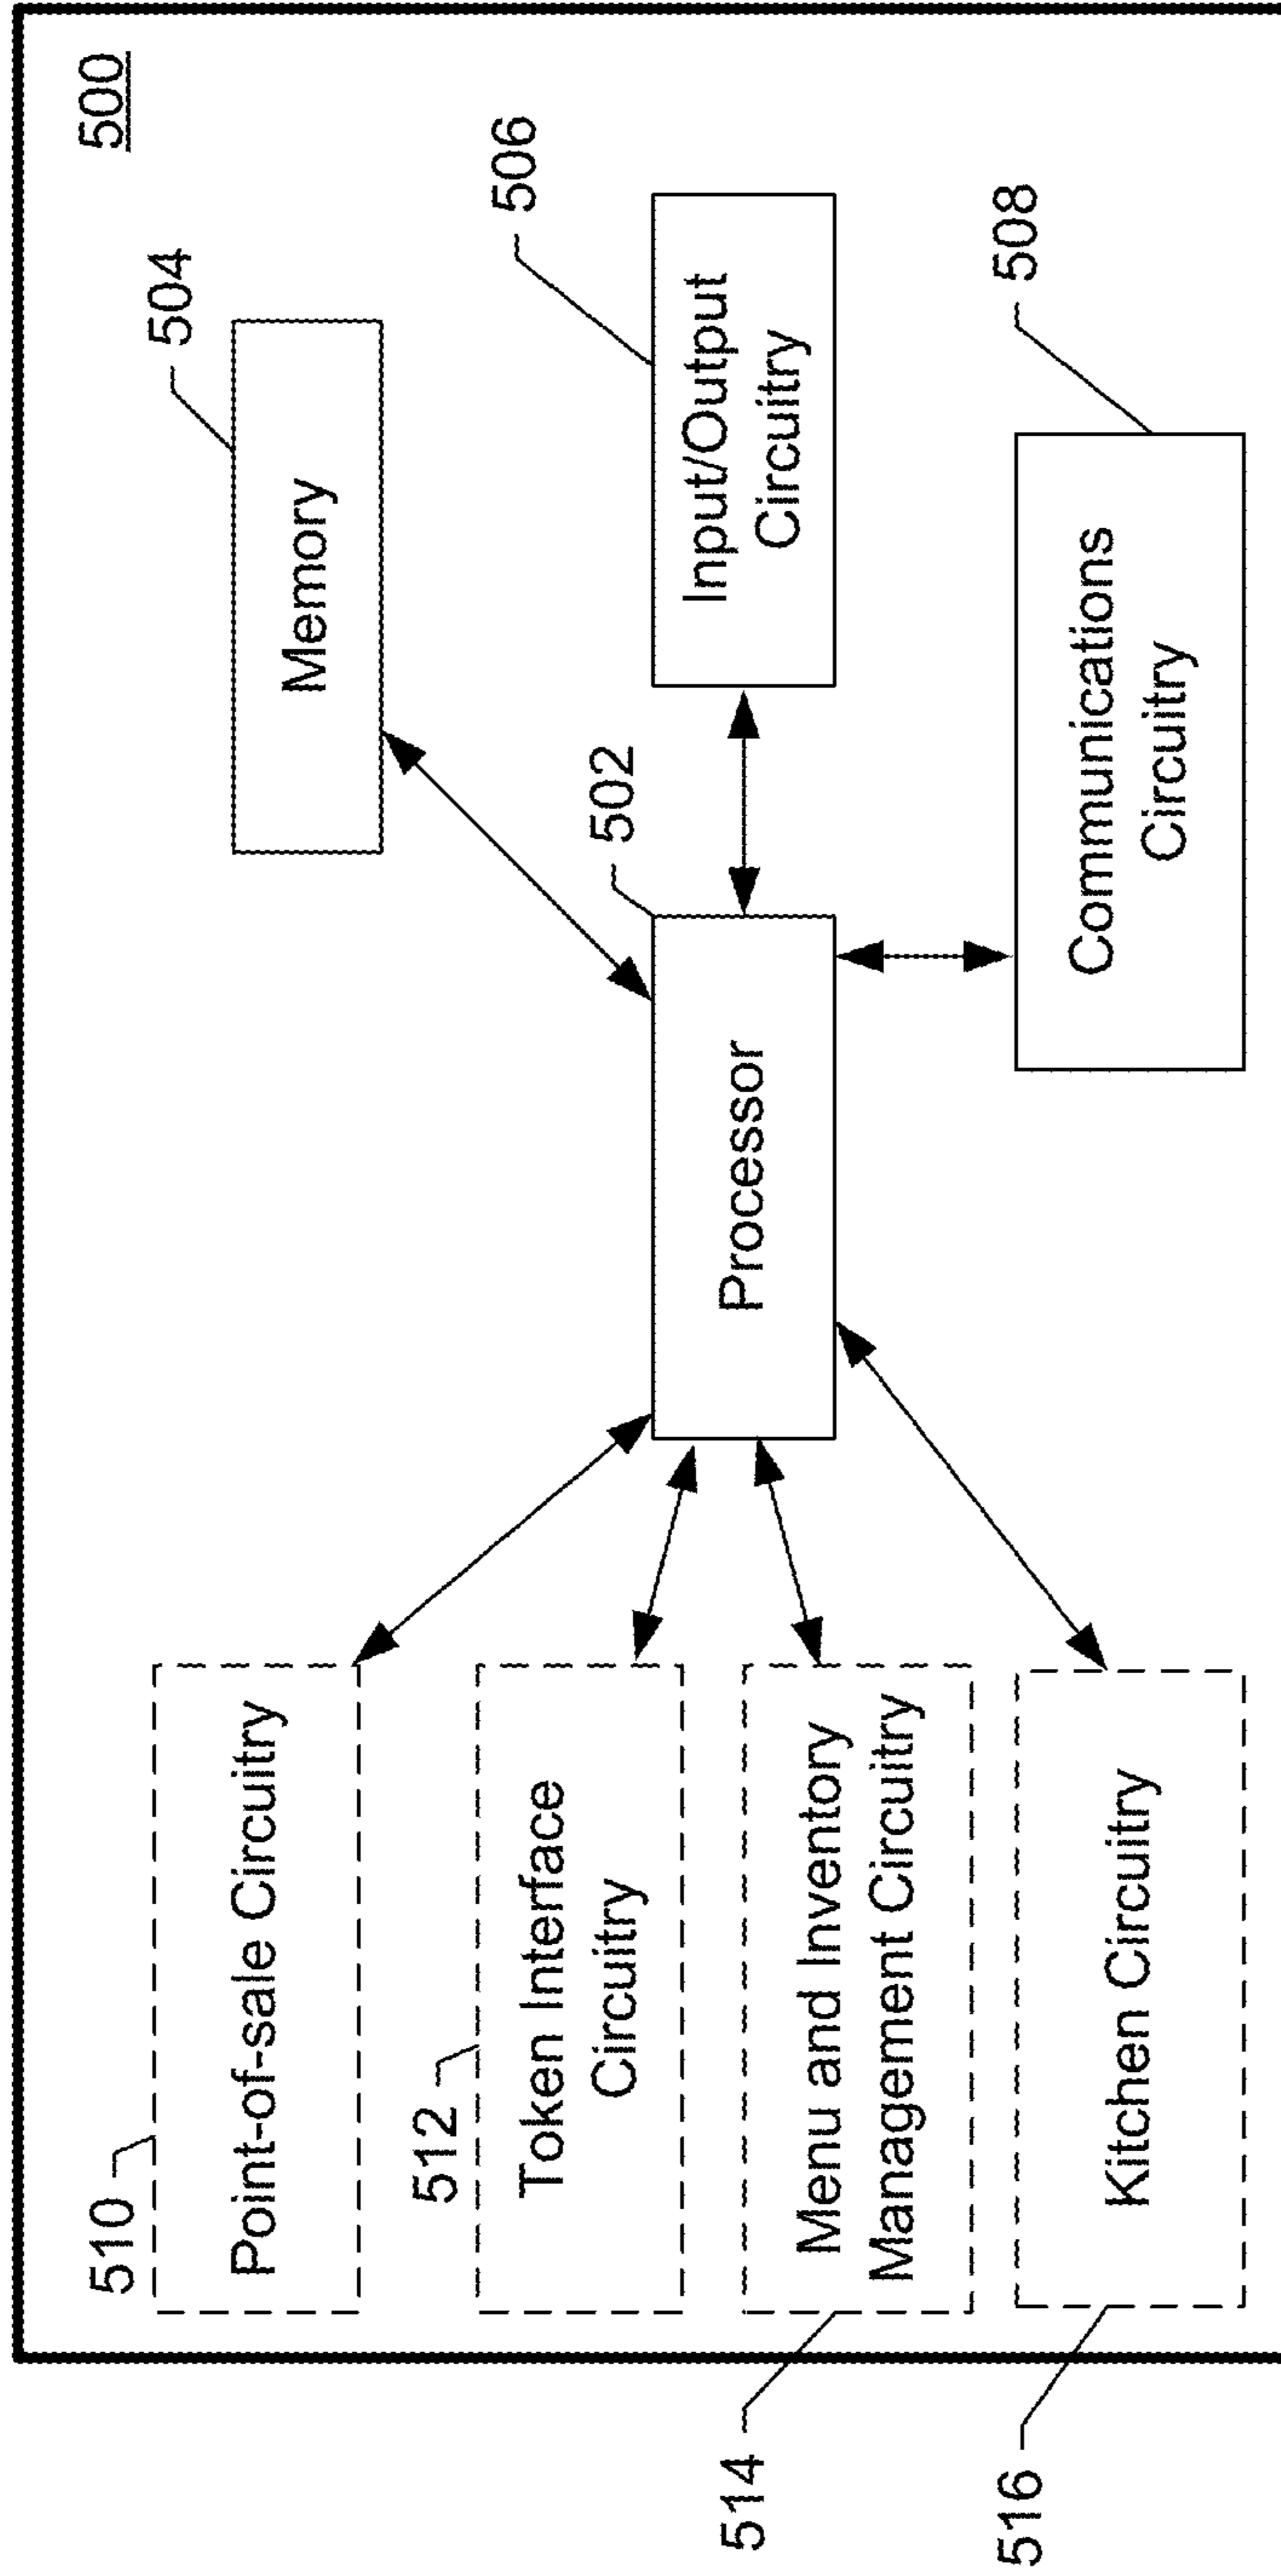 500
510
Point-of-sale Circuitry
504
Memory
512
Token Interface
Circuitry
502
Processor
506
Input/Output
Circuitry
514
Menu and Inventory
Management Circuitry
516
Kitchen Circuitry
508
Communications
Circuitry